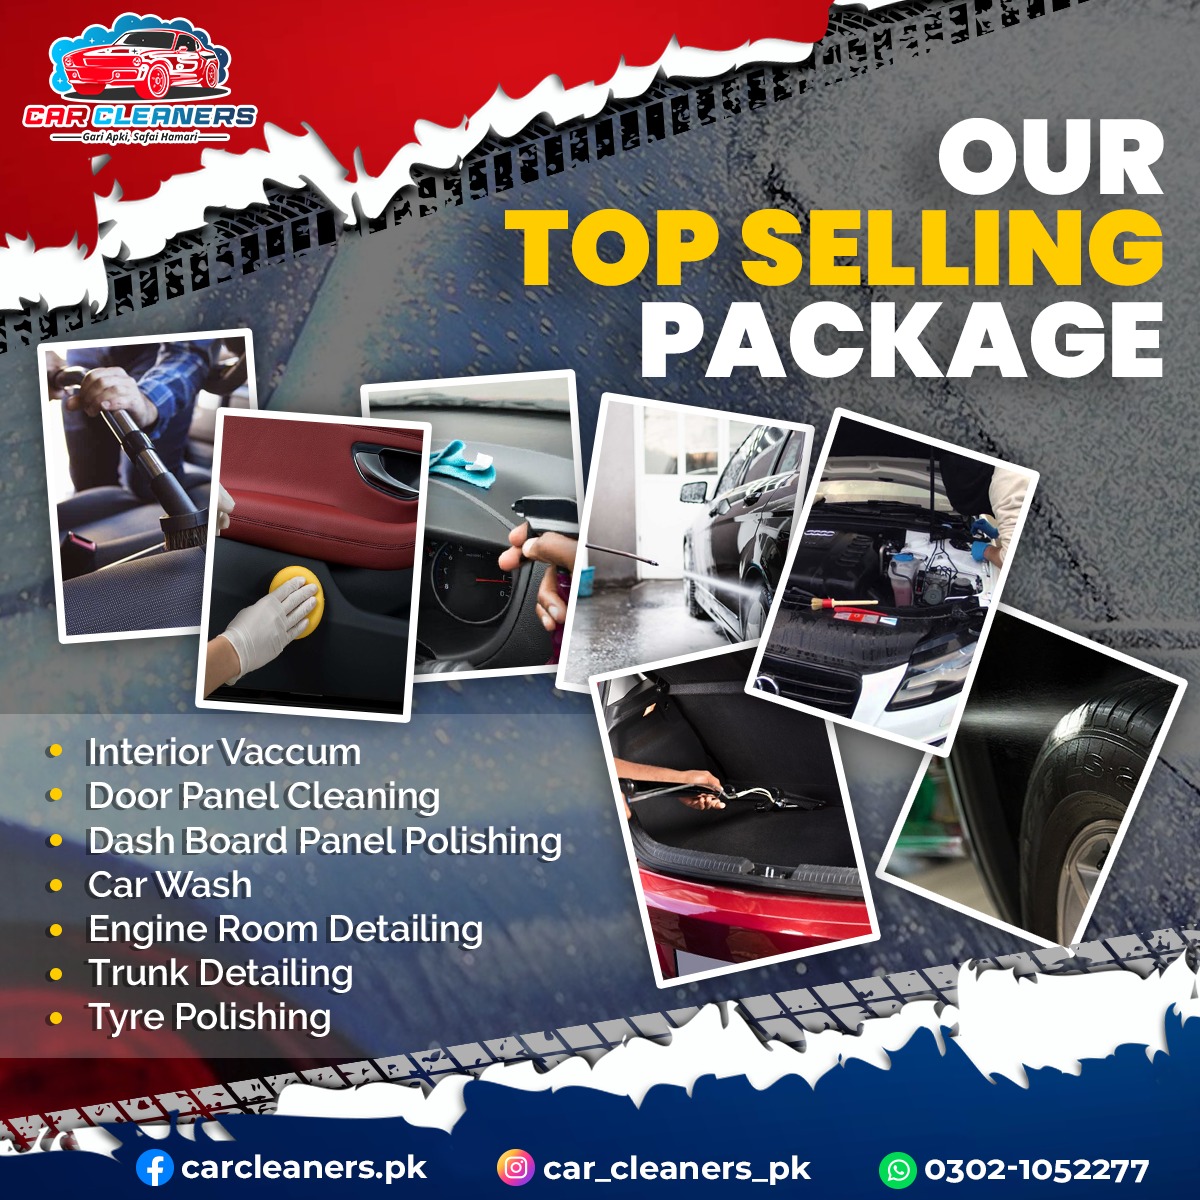 CAR CLEANERS
Gari Apki, Safai Hamari
OUR
TOP SELLING
PACKAGE
Interior Vaccum
Door Panel Cleaning
Dash Board Panel Polishing
Car Wash
Engine Room Detailing
Trunk Detailing
Tyre Polishing
carcleaners.pk
car_cleaners_pk
0302-1052277